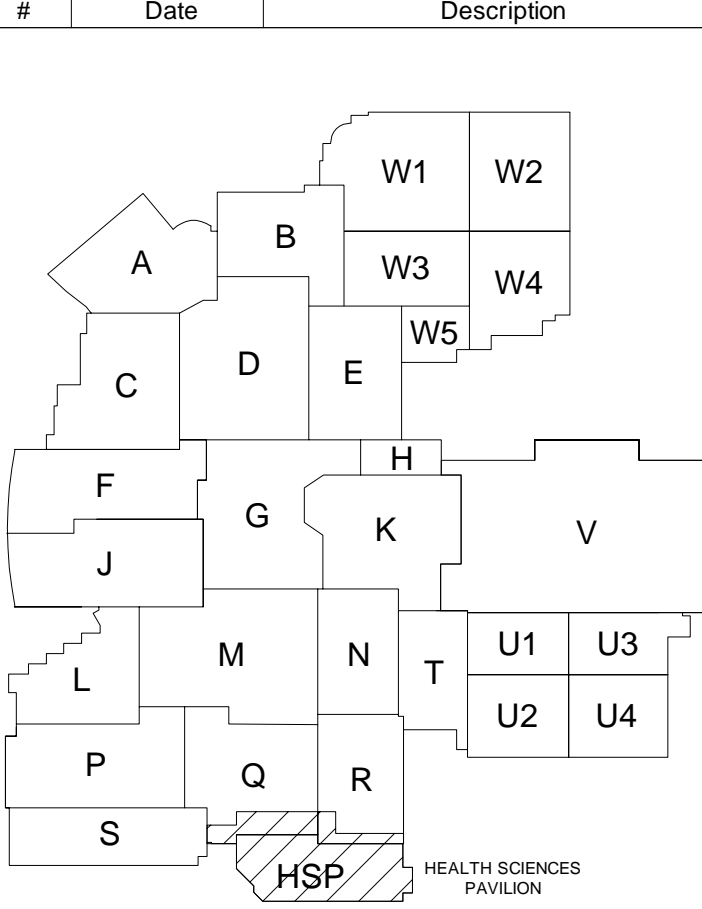 # Date Description
W1 W2
B
A
W3
W4
W5
D
E
C
H
F
G
K
V
J
U1 U3
M N
T
L
U2 U4
P
Q
R
S
HSP
HEALTH SCIENCES
PAVILION